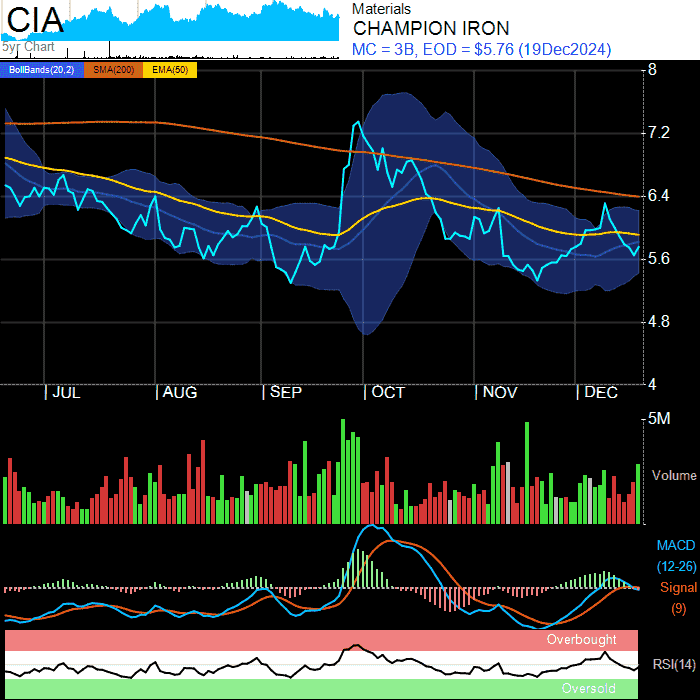 CIA
5yr Chart
Materials
CHAMPION IRON
MC = 3B, EOD = $5.76 (19Dec2024)
BollBands(20,2) SMA(200) EMA(50)
8
7.2
6.4
5.6
4.8
4
JUL AUG SEP OCT NOV DEC
5M
Volume
MACD
(12-26)
Signal
(9)
Overbought
RSI(14)
Oversold